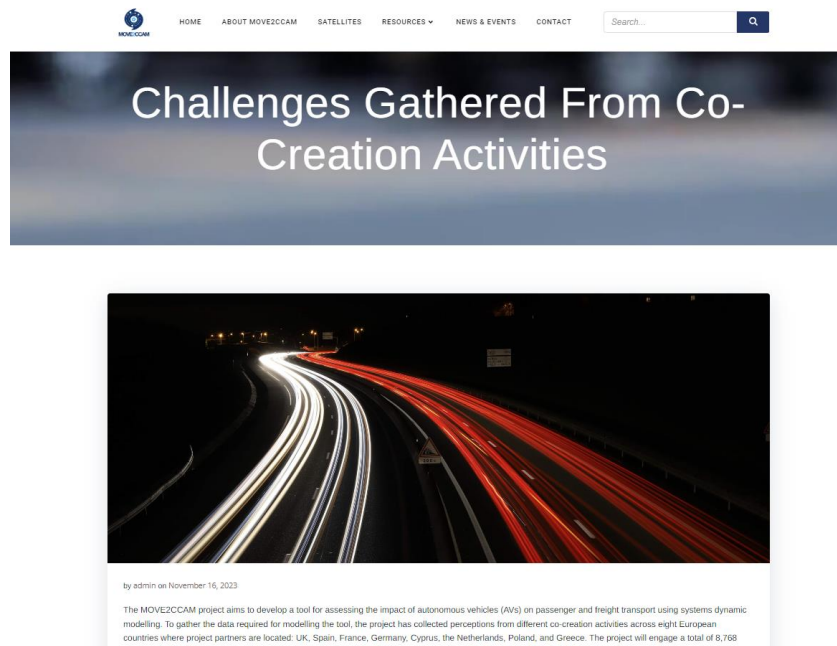 MOVE2CCAM
HOME ABOUT MOVE2CCAM SATELLITES RESOURCES NEWS & EVENTS CONTACT Search...
Challenges Gathered From Co-
Creation Activities
by admin on November 16, 2023
The MOVE2CCAM project aims to develop a tool for assessing the impact of autonomous vehicles (AVs) on passenger and freight transport using systems dynamic
modelling. To gather the data required for modelling the tool, the project has collected perceptions from different co-creation activities across eight European
countries where project partners are located: UK, Spain, France, Germany, Cyprus, the Netherlands, Poland, and Greece. The project will engage a total of 8,768